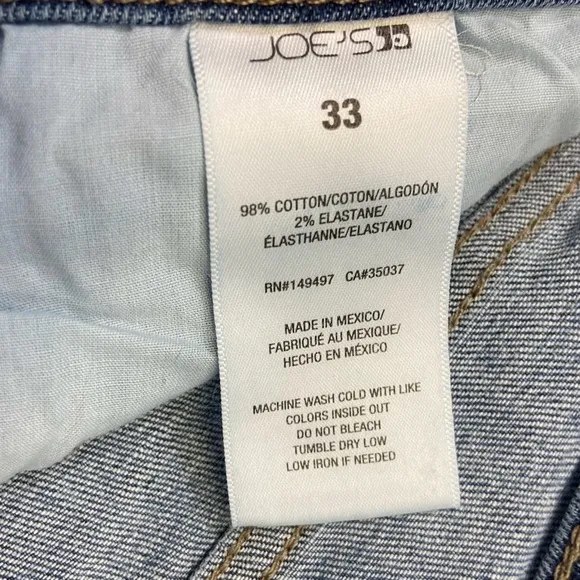 JOE'S
33
98% COTTON/COTON/ALGODÓN
2% ELASTANE/
ÉLASTHANNE/ELASTANO
RN#149497 CA#35037
MADE IN MEXICO/
FABRIQUÉ AU MEXIQUE/
HECHO EN MÉXICO
MACHINE WASH COLD WITH LIKE
COLORS INSIDE OUT
DO NOT BLEACH
TUMBLE DRY LOW
LOW IRON IF NEEDED